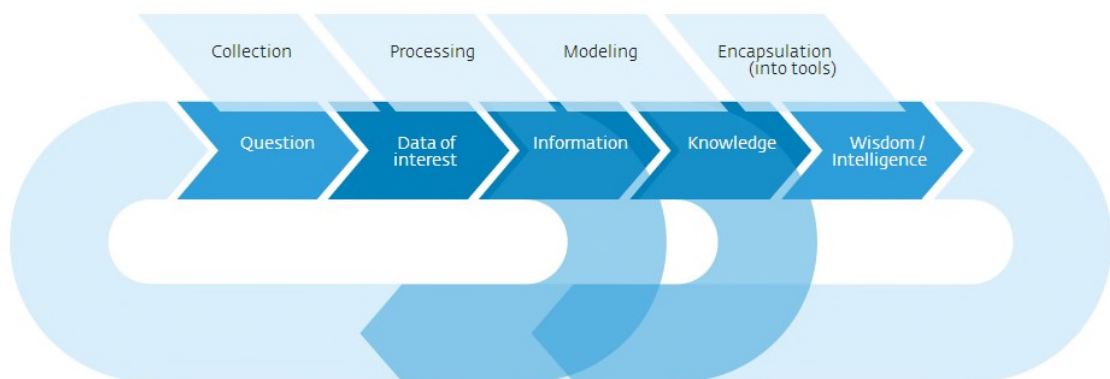 Collection
Processing
Modeling
Encapsulation
(into tools)
Question
Data of
interest
Information
Knowledge
Wisdom /
Intelligence